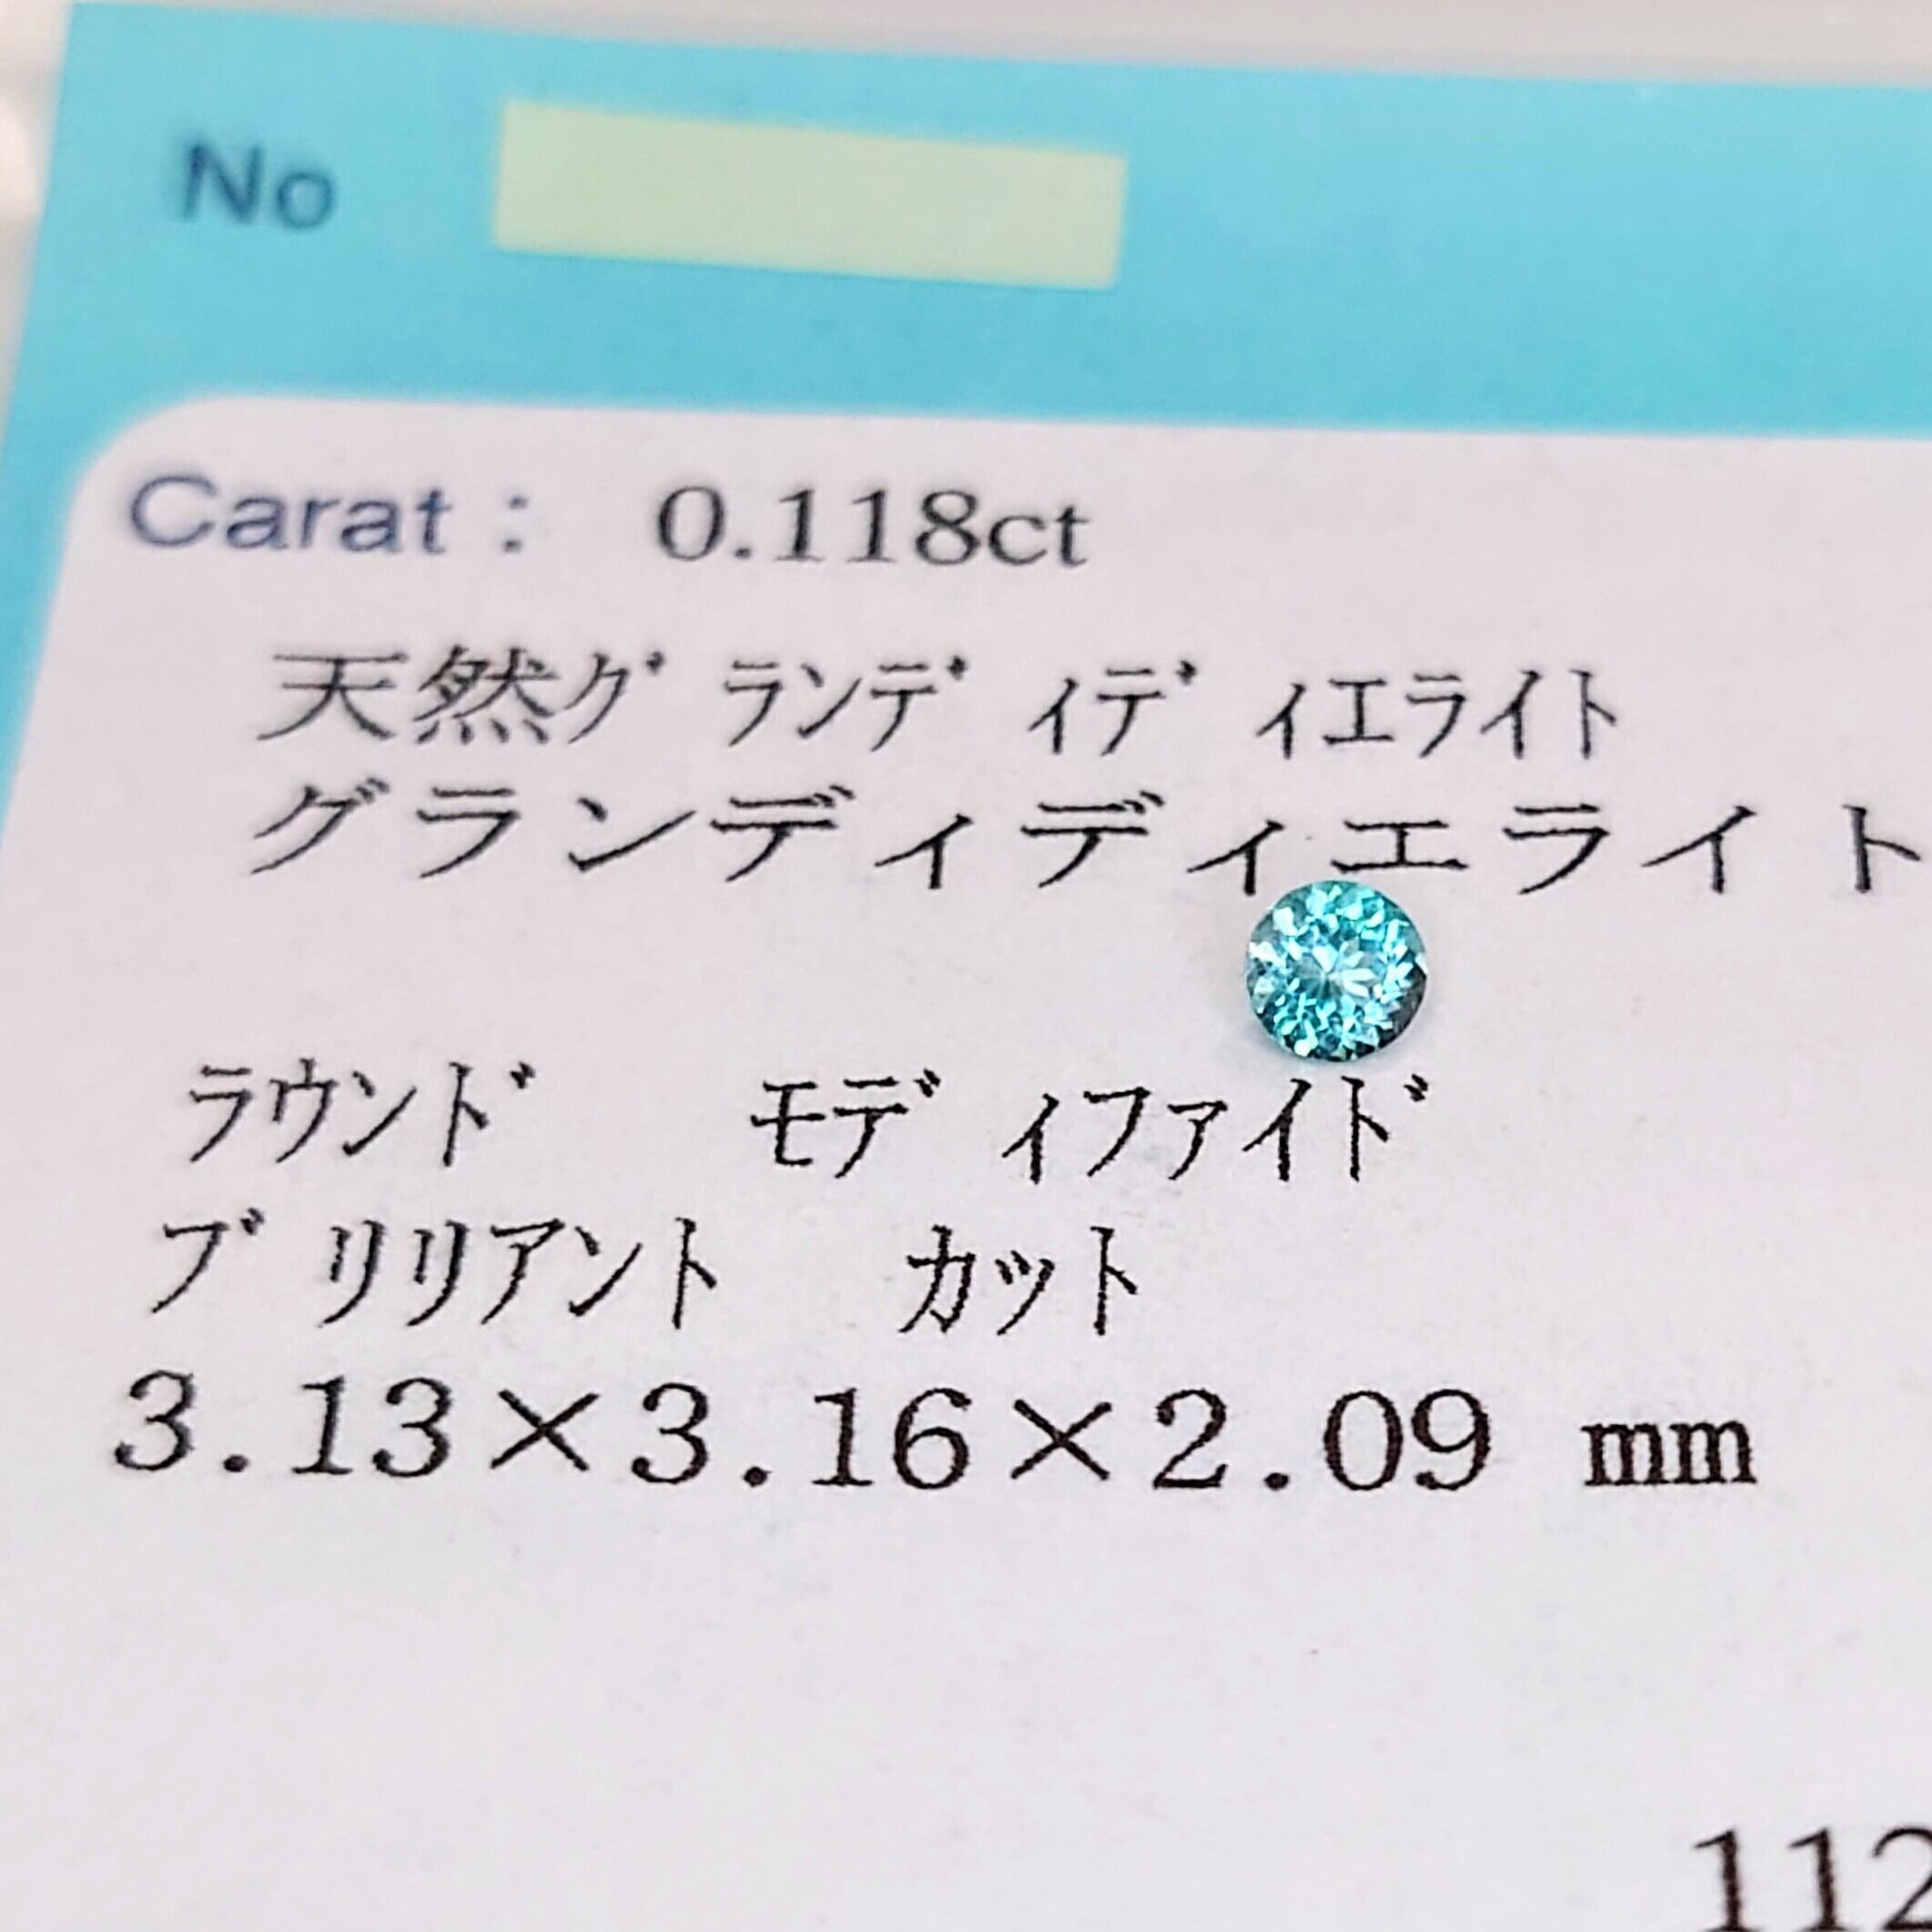 No
Carat : 0.118ct
天然グランディディエライト
グランディディエライト
ラウンド モディファイド
ブリリアント カット
3.13×3.16×2.09 mm
112